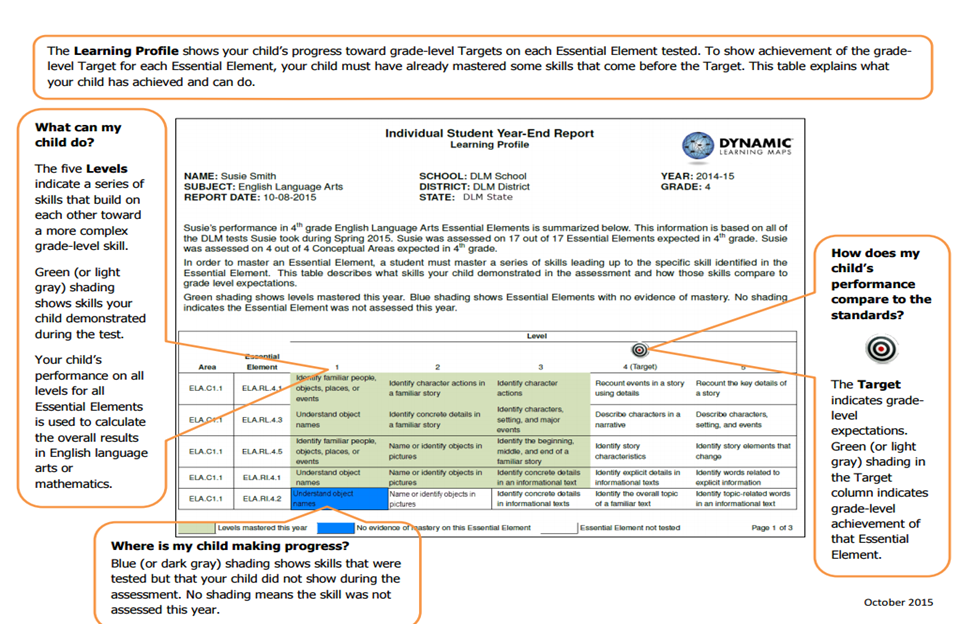 The Learning Profile shows your child's progress toward grade-level Targets on each Essential Element tested. To show achievement of the grade-
level Target for each Essential Element, your child must have already mastered some skills that come before the Target. This table explains what
your child has achieved and can do.
What can my
child do?
The five Levels
indicate a series of
skills that build on
each other toward
a more complex
grade-level skill.
Green (or light
gray) shading
shows skills your
child demonstrated
during the test.
Your child's
performance on all
levels for all
Essential Elements
is used to calculate
the overall results
in English language
arts or
mathematics.
Individual Student Year-End Report
Learning Profile
DYNAMIC
LEARNING MAPS
NAME: Susie Smith SCHOOL: DLM School YEAR: 2014-15
SUBJECT: English Language Arts DISTRICT: DLM District GRADE: 4
REPORT DATE: 10-08-2015 STATE: DLM State
Susie's performance in 4th grade English Language Arts Essential Elements is summarized below. This information is based on all of
the DLM tests Susie took during Spring 2015. Susie was assessed on 17 out of 17 Essential Elements expected in 4th grade. Susie
was assessed on 4 out of 4 Conceptual Areas expected in 4th grade.
In order to master an Essential Element, a student must master a series of skills leading up to the specific skill identified in the
Essential Element. This table describes what skills your child demonstrated in the assessment and how those skills compare to
grade level expectations.
Green shading shows levels mastered this year. Blue shading shows Essential Elements with no evidence of mastery. No shading
indicates the Essential Element was not assessed this year.
Level
Area Essential Element 1 2 3 4 (Target) 5
ELA.C1.1 ELA.RL.4.1 Identify familiar people, objects, places, or events Identify character actions in a familiar story Identify character actions Recount events in a story using details Recount the key details of a story
ELA.C1.1 ELA.RL.4.3 Understand object names Identify concrete details in a familiar story Identify characters, setting, and major events Describe characters in a narrative Describe characters, setting, and events
ELA.C1.1 ELA.RL.4.5 Identify familiar people, objects, places, or events Name or identify objects in pictures Identify the beginning, middle, and end of a familiar story Identify story characteristics Identify story elements that change
ELA.C1.1 ELA.RI.4.1 Understand object names Name or identify objects in pictures Identify concrete details in an informational text Identify explicit details in informational texts Identify words related to explicit information
ELA.C1.1 ELA.RI.4.2 Understand object names Name or identify objects in pictures Identify concrete details in informational texts Identify the overall topic of a familiar text Identify topic-related words in an informational text
Levels mastered this year No evidence of mastery on this Essential Element Essential Element not tested Page 1 of 3
How does my
child's
performance
compare to the
standards?
The Target
indicates grade-
level
expectations.
Green (or light
gray) shading in
the Target
column indicates
grade-level
achievement of
that Essential
Element.
Where is my child making progress?
Blue (or dark gray) shading shows skills that were
tested but that your child did not show during the
assessment. No shading means the skill was not
assessed this year.
October 2015